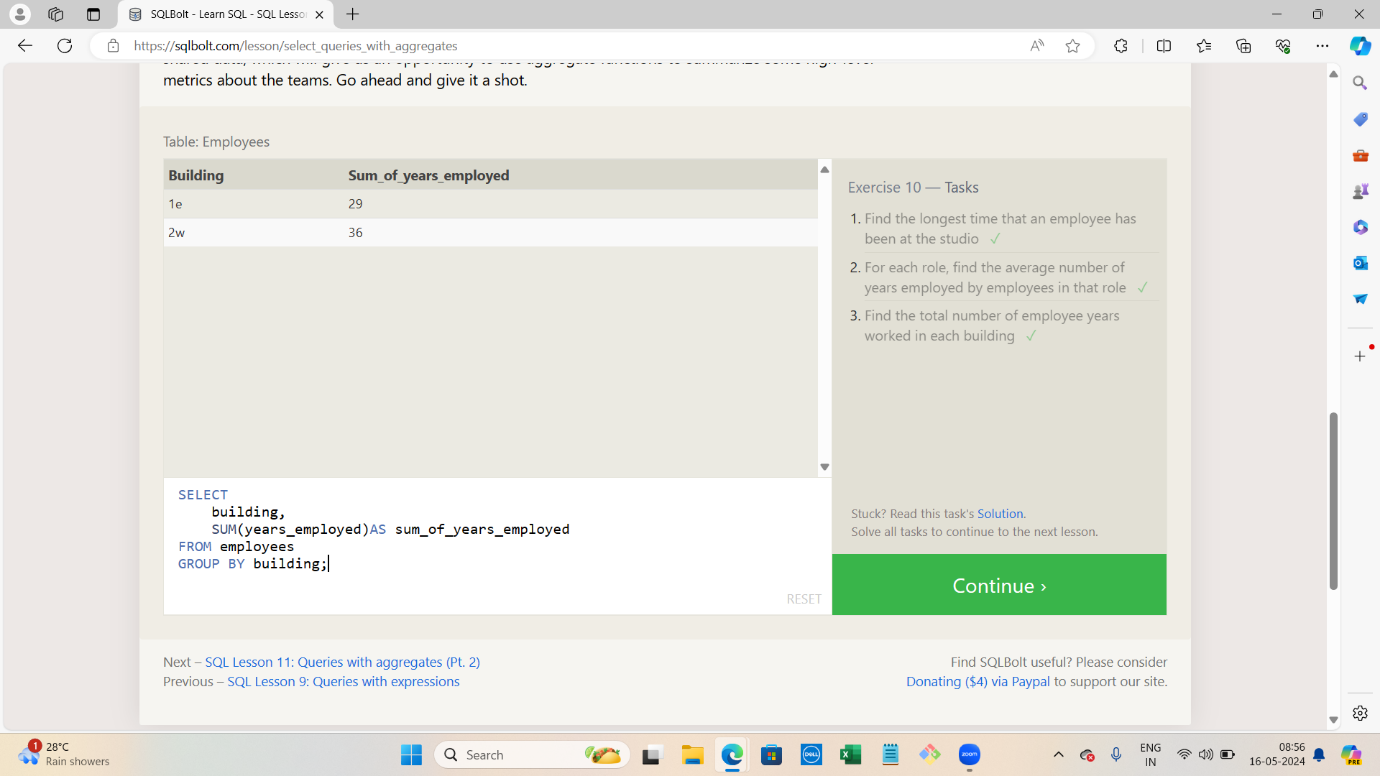 SQLBolt - Learn SQL - SQL Lesso
https://sqlbolt.com/lesson/select_queries_with_aggregates
metrics about the teams. Go ahead and give it a shot.
Table: Employees
Building Sum_of_years_employed
1e 29
2w 36
Exercise 10 — Tasks
1. Find the longest time that an employee has
been at the studio ✓
2. For each role, find the average number of
years employed by employees in that role ✓
3. Find the total number of employee years
worked in each building ✓
Stuck? Read this task's Solution.
Solve all tasks to continue to the next lesson.
Continue ›
SELECT
building,
SUM(years_employed)AS sum_of_years_employed
FROM employees
GROUP BY building;
RESET
Next – SQL Lesson 11: Queries with aggregates (Pt. 2)
Previous – SQL Lesson 9: Queries with expressions
Find SQLBolt useful? Please consider
Donating ($4) via Paypal to support our site.
1
28°C
Rain showers
Search
DELL
zoom
ENG
IN
08:56
16-05-2024
PRE